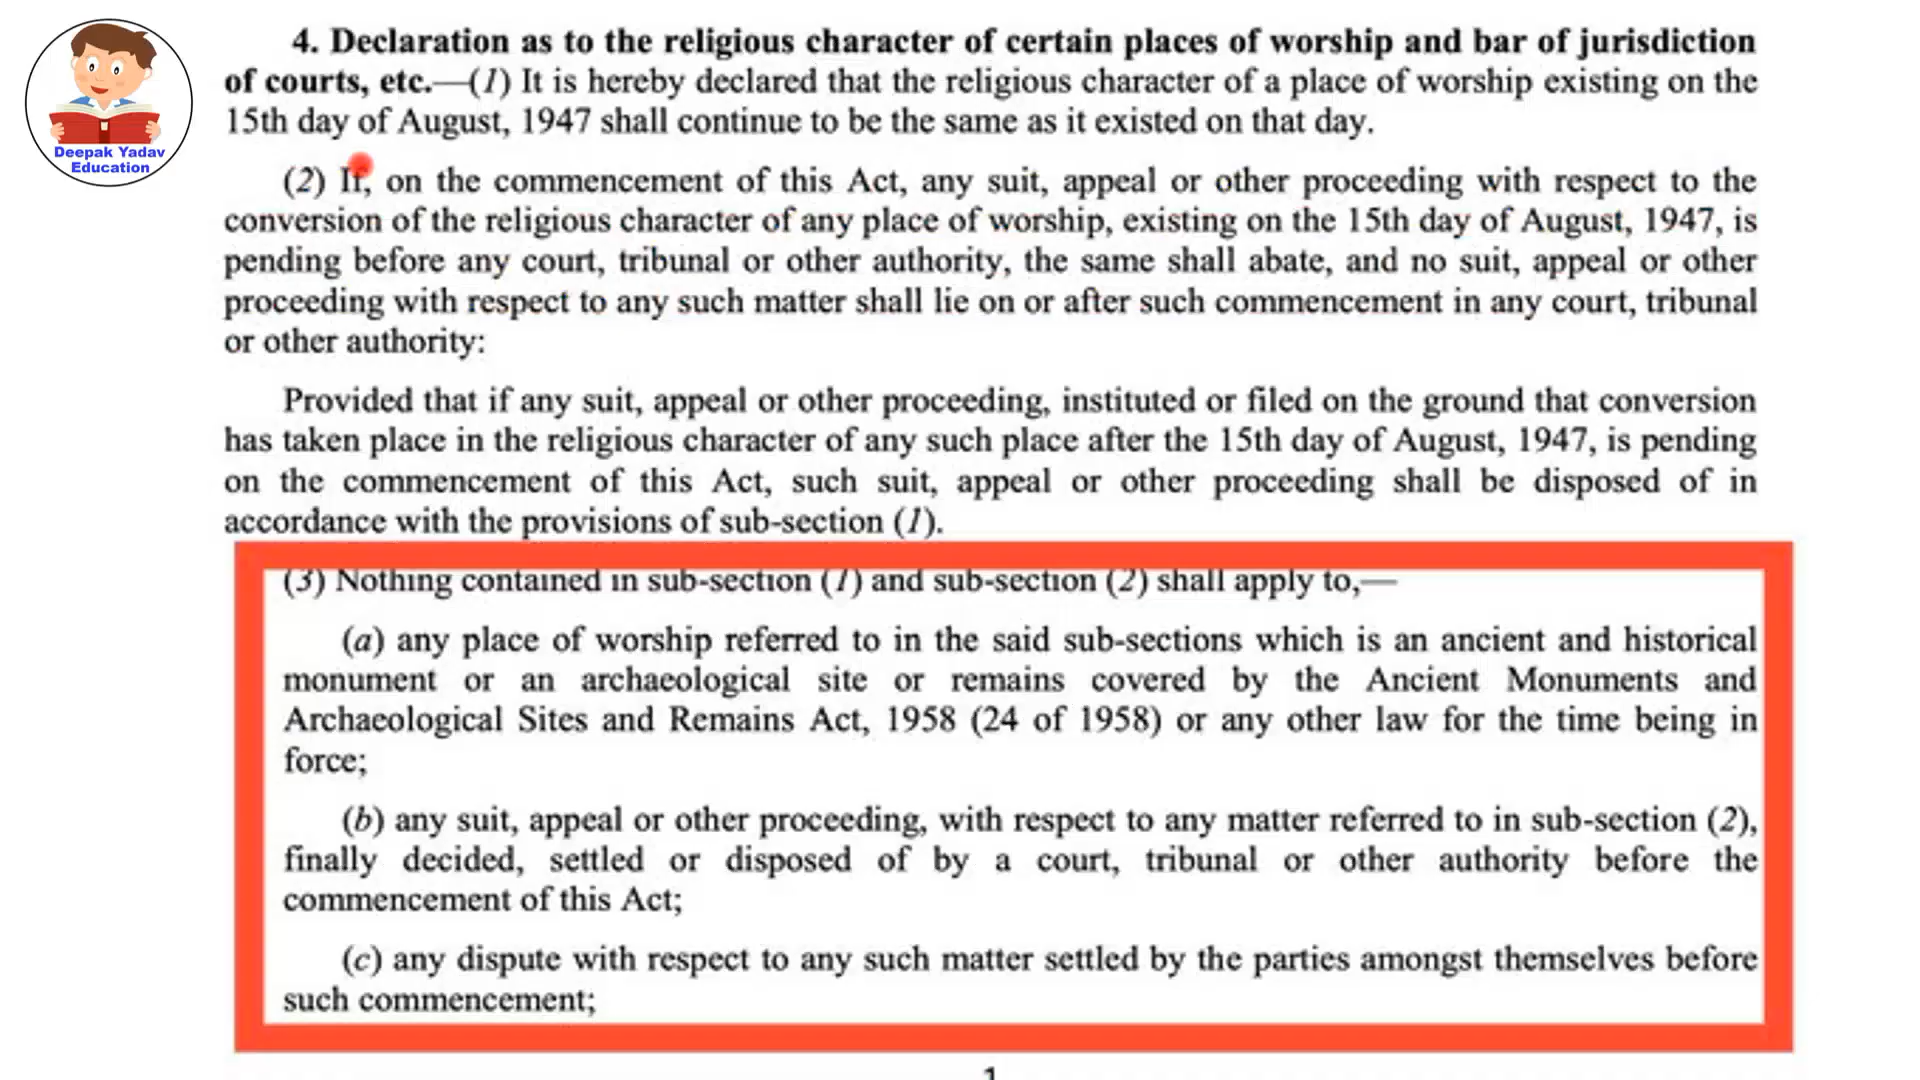 Deepak Yadav
Education
4. Declaration as to the religious character of certain places of worship and bar of jurisdiction
of courts, etc.—(1) It is hereby declared that the religious character of a place of worship existing on the
15th day of August, 1947 shall continue to be the same as it existed on that day.
(2) If, on the commencement of this Act, any suit, appeal or other proceeding with respect to the
conversion of the religious character of any place of worship, existing on the 15th day of August, 1947, is
pending before any court, tribunal or other authority, the same shall abate, and no suit, appeal or other
proceeding with respect to any such matter shall lie on or after such commencement in any court, tribunal
or other authority:
Provided that if any suit, appeal or other proceeding, instituted or filed on the ground that conversion
has taken place in the religious character of any such place after the 15th day of August, 1947, is pending
on the commencement of this Act, such suit, appeal or other proceeding shall be disposed of in
accordance with the provisions of sub-section (1).
(3) Nothing contained in sub-section (1) and sub-section (2) shall apply to,—
(a) any place of worship referred to in the said sub-sections which is an ancient and historical
monument or an archaeological site or remains covered by the Ancient Monuments and
Archaeological Sites and Remains Act, 1958 (24 of 1958) or any other law for the time being in
force;
(b) any suit, appeal or other proceeding, with respect to any matter referred to in sub-section (2),
finally decided, settled or disposed of by a court, tribunal or other authority before the
commencement of this Act;
(c) any dispute with respect to any such matter settled by the parties amongst themselves before
such commencement;
1